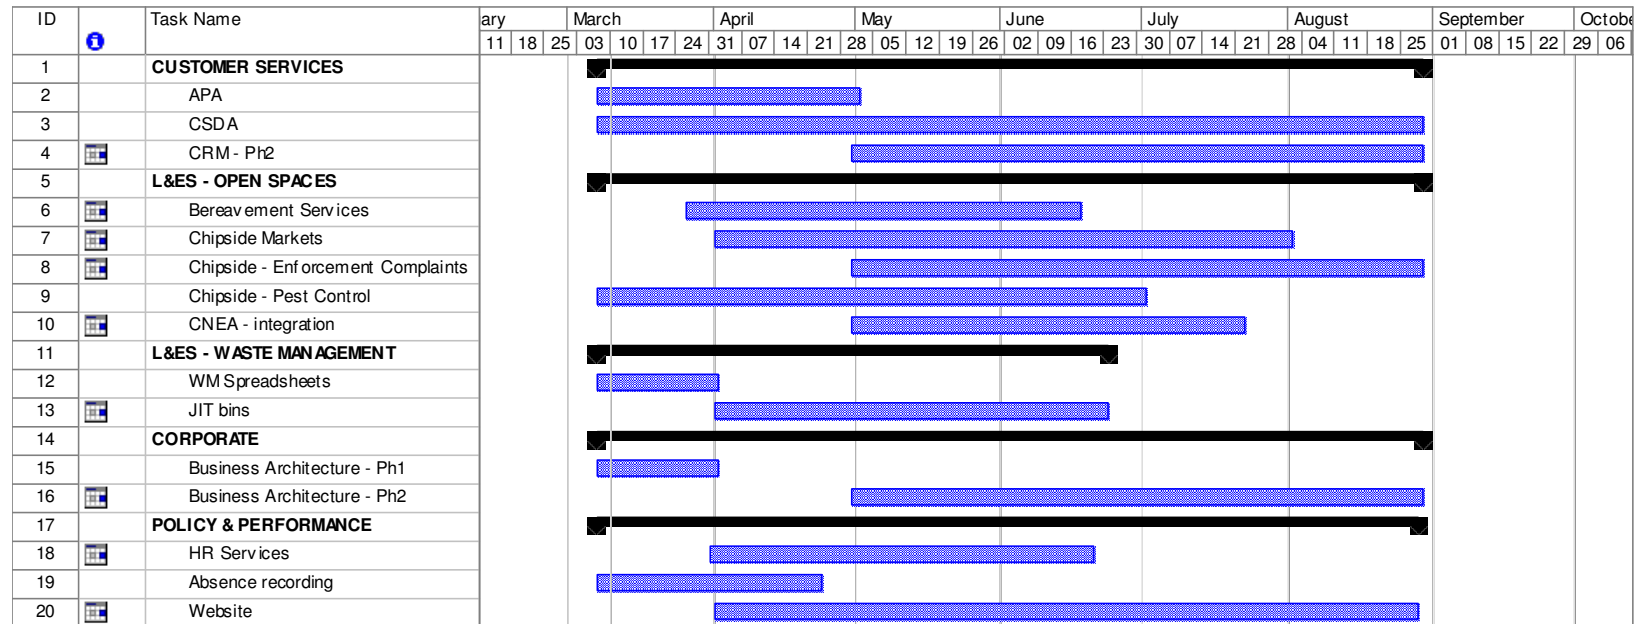 ID Task Name ary March April May June July August September Octobe
11 18 25 03 10 17 24 31 07 14 21 28 05 12 19 26 02 09 16 23 30 07 14 21 28 04 11 18 25 01 08 15 22 29 06
1 CUSTOMER SERVICES
2 APA
3 CSDA
4 CRM - Ph2
5 L&ES - OPEN SPACES
6 Bereavement Services
7 Chipside Markets
8 Chipside - Enforcement Complaints
9 Chipside - Pest Control
10 CNEA - integration
11 L&ES - WASTE MANAGEMENT
12 WM Spreadsheets
13 JIT bins
14 CORPORATE
15 Business Architecture - Ph1
16 Business Architecture - Ph2
17 POLICY & PERFORMANCE
18 HR Services
19 Absence recording
20 Website